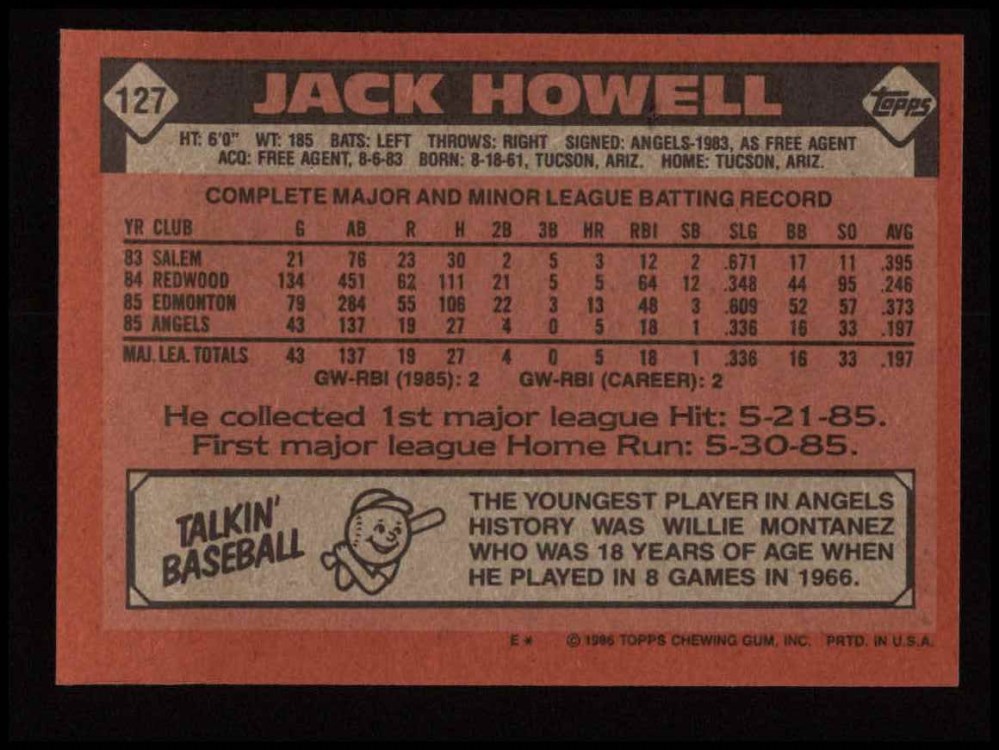 127 JACK HOWELL Topps
HT: 6'0" WT: 185 BATS: LEFT THROWS: RIGHT SIGNED: ANGELS-1983, AS FREE AGENT
ACQ: FREE AGENT, 8-6-83 BORN: 8-18-61, TUCSON, ARIZ. HOME: TUCSON, ARIZ.
COMPLETE MAJOR AND MINOR LEAGUE BATTING RECORD
YR CLUB G AB R H 2B 3B HR RBI SB SLG BB SO AVG
83 SALEM 21 76 23 30 2 5 3 12 2 .671 17 11 .395
84 REDWOOD 134 451 62 111 21 5 5 64 12 .348 44 95 .246
85 EDMONTON 79 284 55 106 22 3 13 48 3 .609 52 57 .373
85 ANGELS 43 137 19 27 4 0 5 18 1 .336 16 33 .197
MAJ. LEA. TOTALS 43 137 19 27 4 0 5 18 1 .336 16 33 .197
GW-RBI (1985): 2 GW-RBI (CAREER): 2
He collected 1st major league Hit: 5-21-85.
First major league Home Run: 5-30-85.
TALKIN'
BASEBALL
THE YOUNGEST PLAYER IN ANGELS
HISTORY WAS WILLIE MONTANEZ
WHO WAS 18 YEARS OF AGE WHEN
HE PLAYED IN 8 GAMES IN 1966.
E * © 1986 TOPPS CHEWING GUM, INC. PRTD. IN U.S.A.